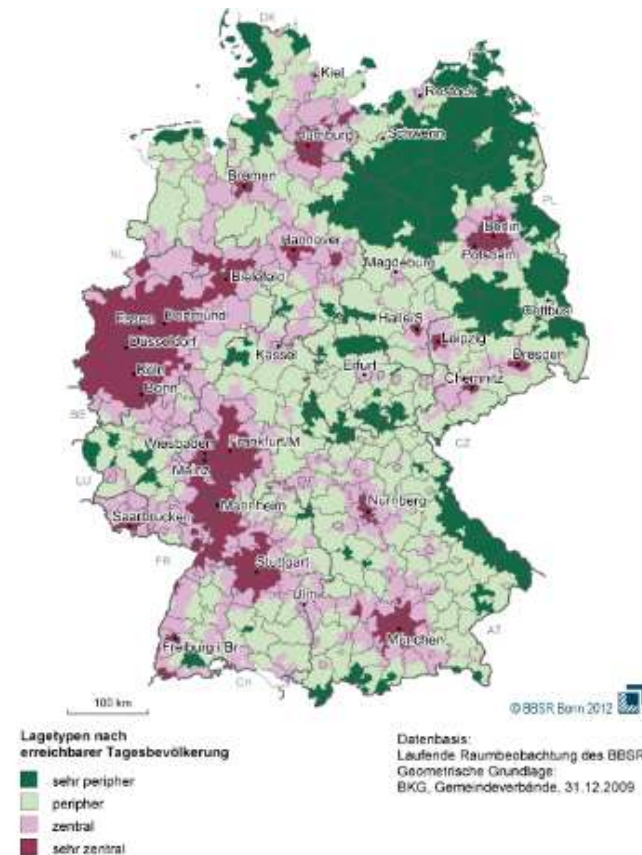 DK
Kiel
Rostock
Hamburg
Schwerin
Bremen
PL
Berlin
Hannover
Potsdam
NL
Magdeburg
Bielefeld
Cottbus
Essen
Dortmund
Halle/S
Leipzig
Düsseldorf
Kassel
Dresden
Köln
Erfurt
Chemnitz
Bonn
BE
CZ
Wiesbaden
Frankfurt/M
LU
Mainz
Mannheim
Nürnberg
Saarbrücken
FR
Stuttgart
Ulm
München
AT
Freiburg i Br
CH
100 km
© BBSR Bonn 2012
Lagetypen nach
erreichbarer Tagesbevölkerung
sehr peripher
peripher
zentral
sehr zentral
Datenbasis:
Laufende Raumbeobachtung des BBSR
Geometrische Grundlage:
BKG, Gemeindeverbände, 31.12.2009